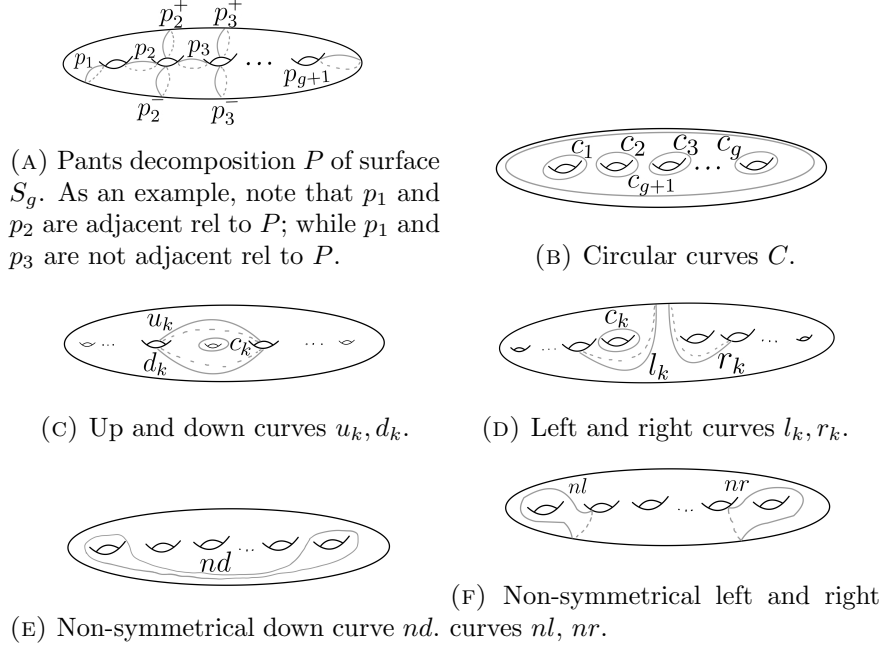 p_2^+ p_3^+
p_1 p_2 p_3 ... p_{g+1}
p_2^- p_3^-
(A) Pants decomposition P of surface
S_g. As an example, note that p_1 and
p_2 are adjacent rel to P; while p_1 and
p_3 are not adjacent rel to P.
c_1 c_2 c_3 ... c_g
c_{g+1}
(B) Circular curves C.
u_k
... c_k ...
d_k
(C) Up and down curves u_k, d_k.
c_k
... ...
l_k r_k
(D) Left and right curves l_k, r_k.
...
nd
(E) Non-symmetrical down curve nd.
nl nr
...
(F) Non-symmetrical left and right
curves nl, nr.